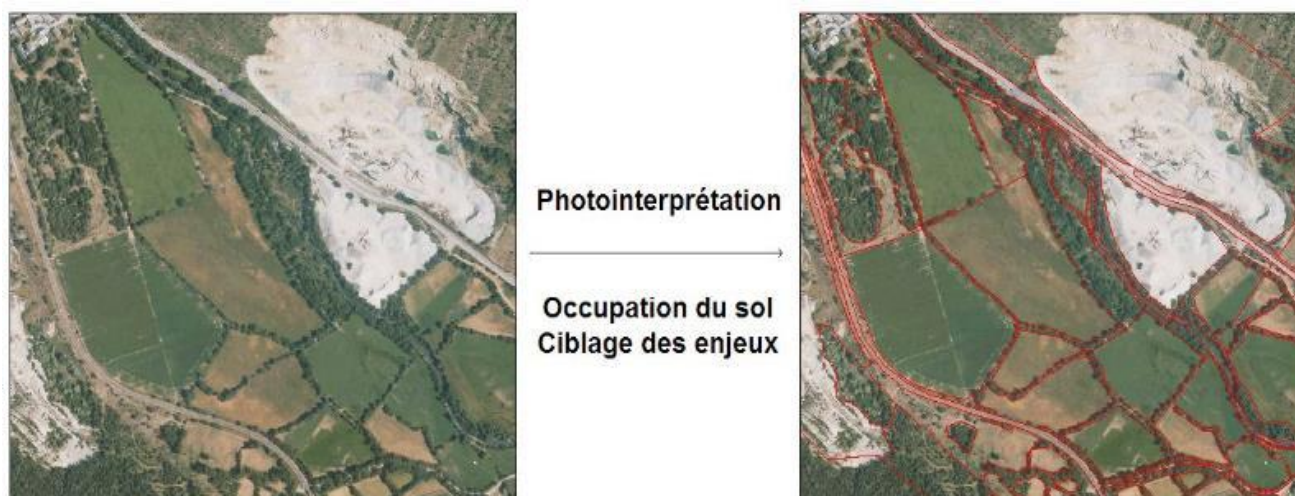 Photointerprétation
Occupation du sol
Ciblage des enjeux